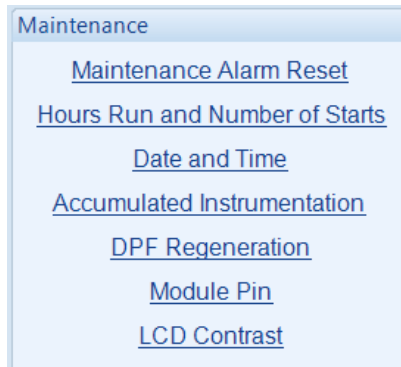 Maintenance
Maintenance Alarm Reset
Hours Run and Number of Starts
Date and Time
Accumulated Instrumentation
DPF Regeneration
Module Pin
LCD Contrast